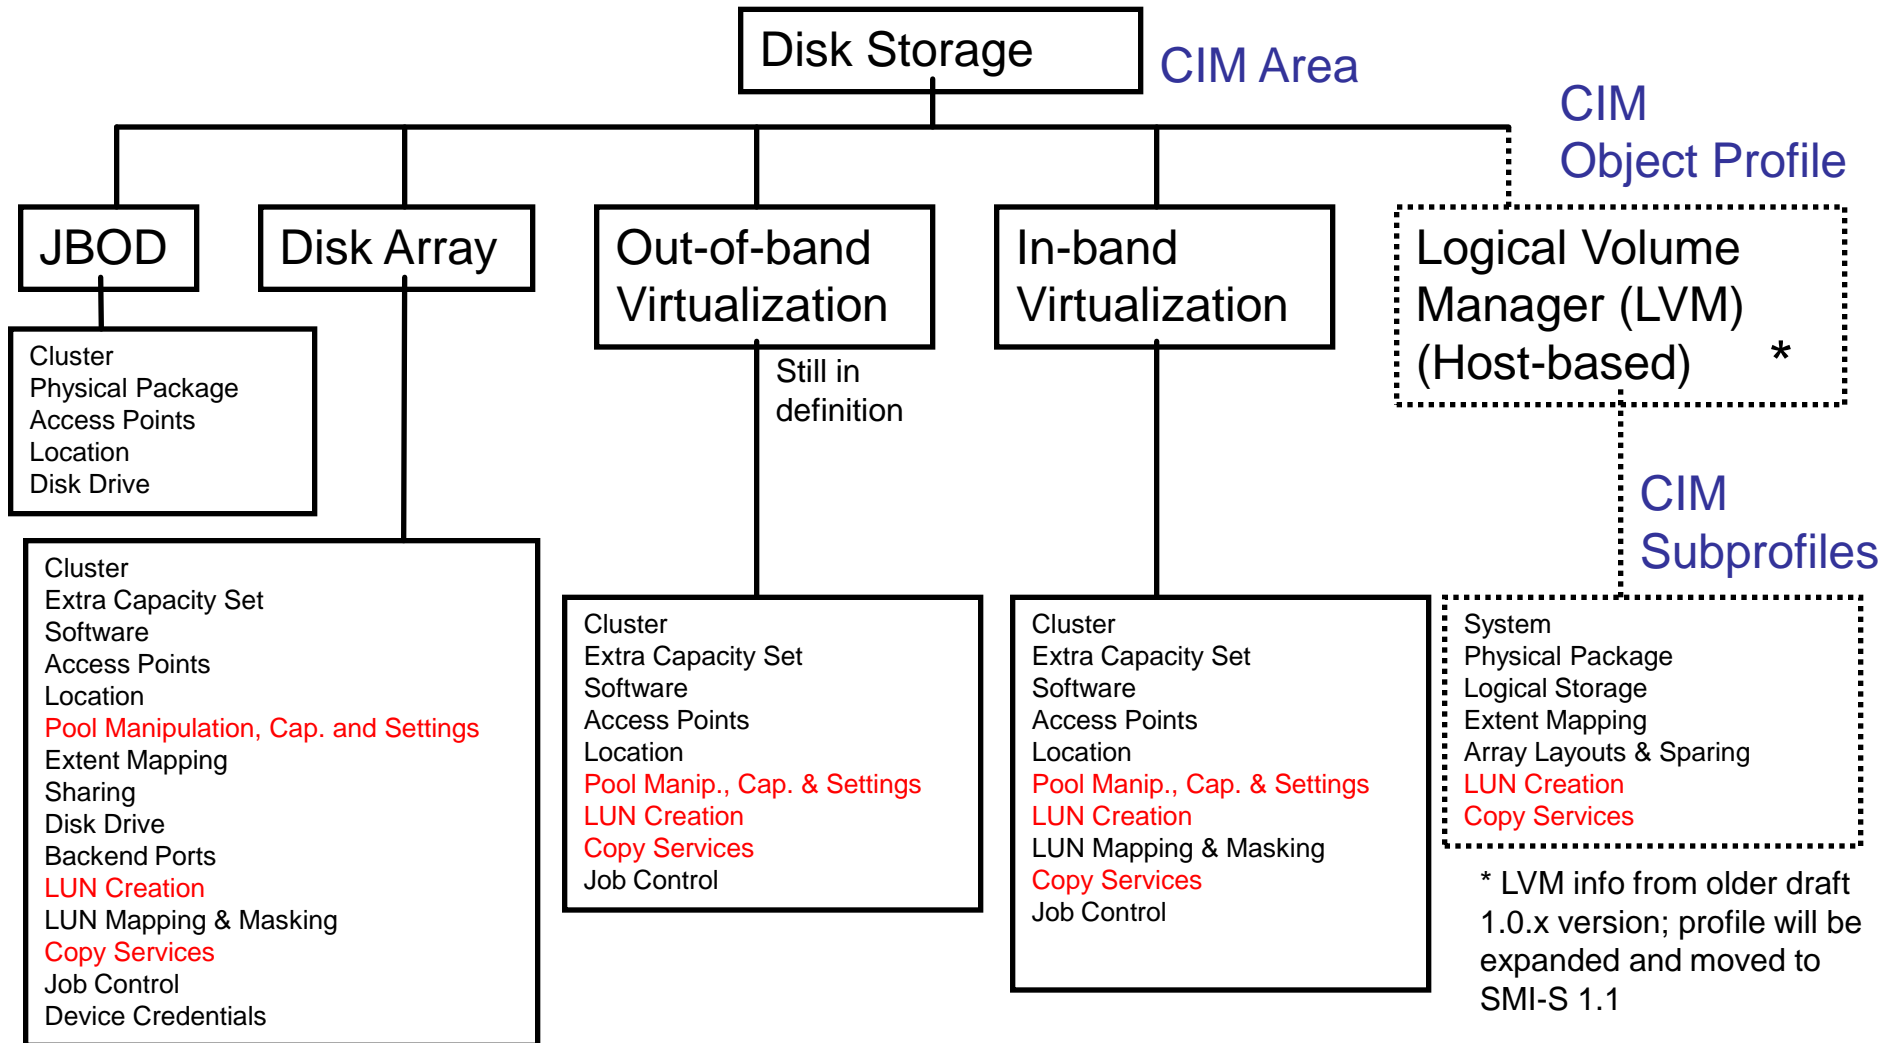 Disk Storage
CIM Area
CIM
Object Profile
JBOD
Disk Array
Out-of-band
Virtualization
In-band
Virtualization
Logical Volume
Manager (LVM)
(Host-based) *
Cluster
Physical Package
Access Points
Location
Disk Drive
Still in
definition
CIM
Subprofiles
Cluster
Extra Capacity Set
Software
Access Points
Location
Pool Manipulation, Cap. and Settings
Extent Mapping
Sharing
Disk Drive
Backend Ports
LUN Creation
LUN Mapping & Masking
Copy Services
Job Control
Device Credentials
Cluster
Extra Capacity Set
Software
Access Points
Location
Pool Manip., Cap. & Settings
LUN Creation
Copy Services
Job Control
Cluster
Extra Capacity Set
Software
Access Points
Location
Pool Manip., Cap. & Settings
LUN Creation
LUN Mapping & Masking
Copy Services
Job Control
System
Physical Package
Logical Storage
Extent Mapping
Array Layouts & Sparing
LUN Creation
Copy Services
* LVM info from older draft
1.0.x version; profile will be
expanded and moved to
SMI-S 1.1